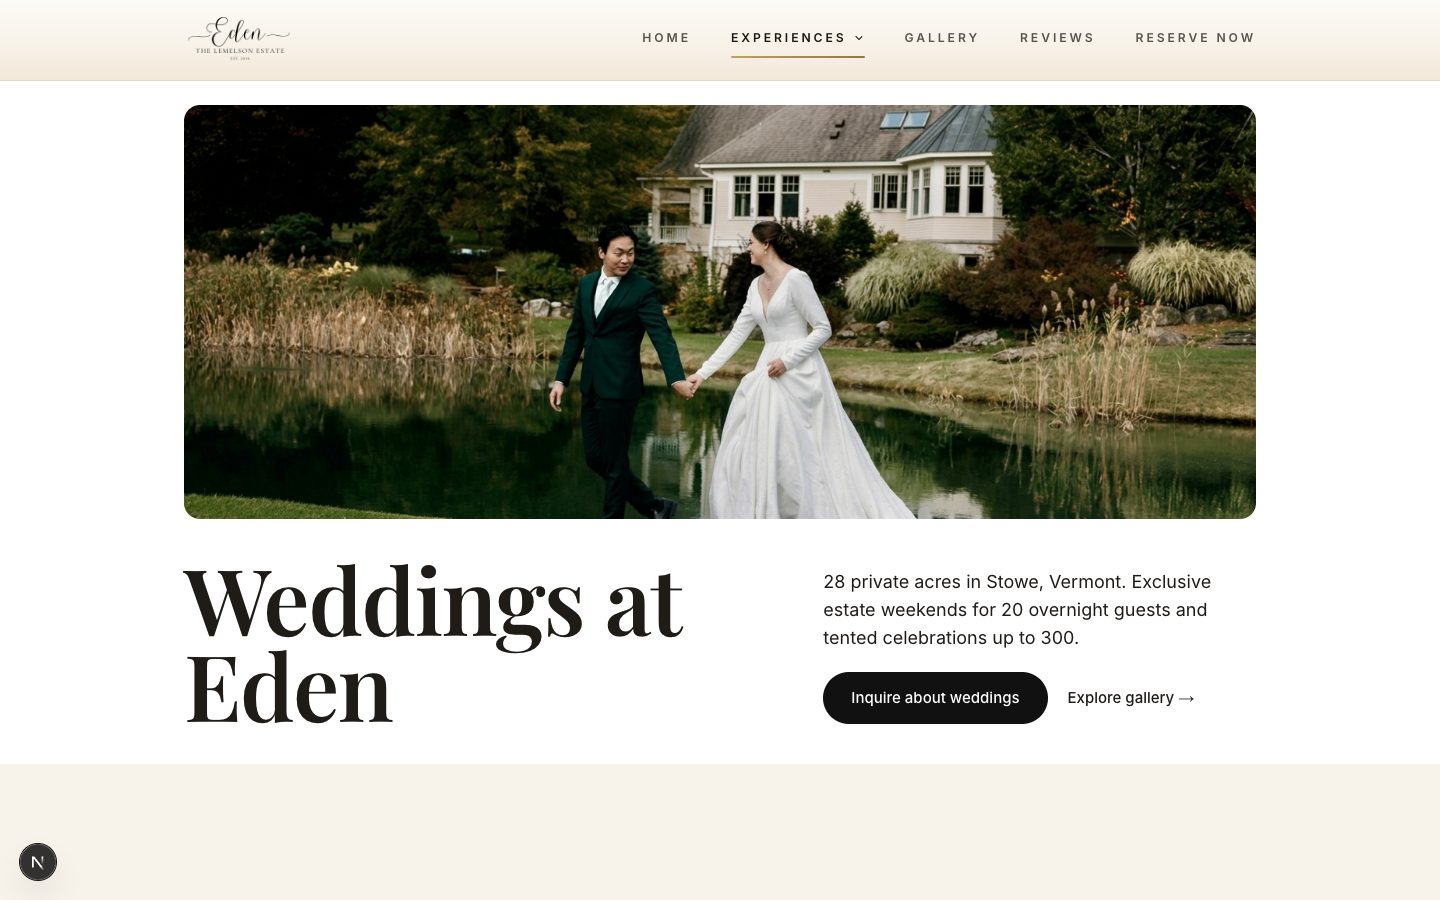 Eden
THE LEMELSON ESTATE
HOME
EXPERIENCES
GALLERY
REVIEWS
RESERVE NOW
Weddings at
Eden
28 private acres in Stowe, Vermont. Exclusive
estate weekends for 20 overnight guests and
tented celebrations up to 300.
Inquire about weddings
Explore gallery →
N